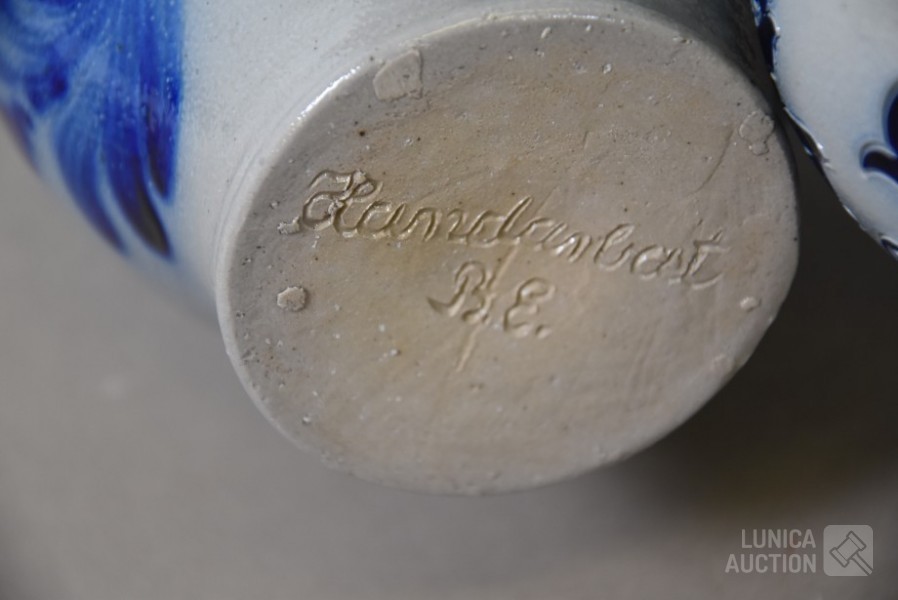 Handarbeit
B.E.
LUNICA
AUCTION